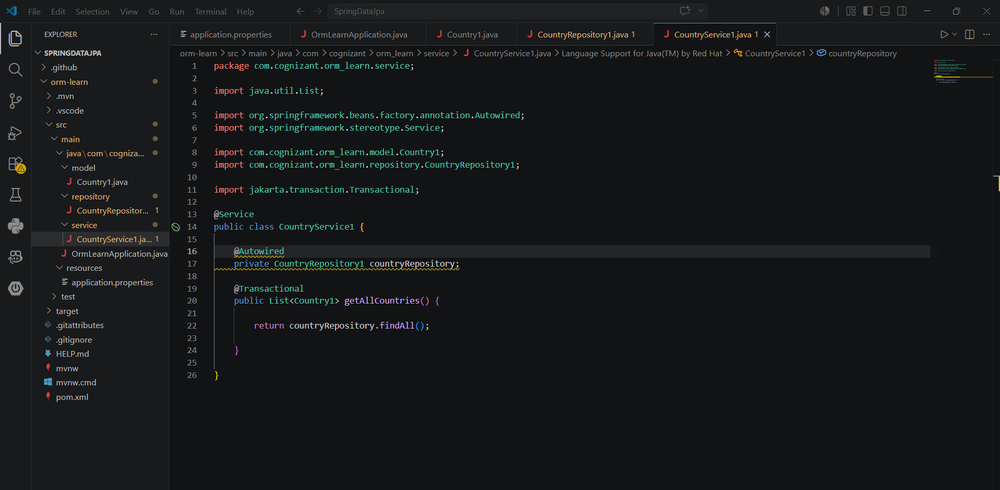 File Edit Selection View Go Run Terminal Help
SpringDataJpa
EXPLORER
SPRINGDATAJPA
.github
orm-learn
.mvn
.vscode
src
main
java\com\cogniza...
model
Country1.java
repository
CountryRepositor... 1
service
CountryService1.ja... 1
OrmLearnApplication.java
resources
application.properties
test
target
.gitattributes
.gitignore
HELP.md
mvnw
mvnw.cmd
pom.xml
application.properties
OrmLearnApplication.java
Country1.java
CountryRepository1.java 1
CountryService1.java 1
orm-learn > src > main > java > com > cognizant > orm_learn > service > CountryService1.java > Language Support for Java(TM) by Red Hat > CountryService1 > countryRepository
1 package com.cognizant.orm_learn.service;
2
3 import java.util.List;
4
5 import org.springframework.beans.factory.annotation.Autowired;
6 import org.springframework.stereotype.Service;
7
8 import com.cognizant.orm_learn.model.Country1;
9 import com.cognizant.orm_learn.repository.CountryRepository1;
10
11 import jakarta.transaction.Transactional;
12
13 @Service
14 public class CountryService1 {
15
16 @Autowired
17 private CountryRepository1 countryRepository;
18
19 @Transactional
20 public List<Country1> getAllCountries() {
21
22 return countryRepository.findAll();
23
24 }
25
26 }